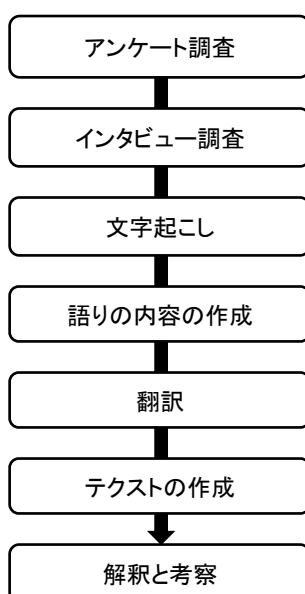 アンケート調査
インタビュー調査
文字起こし
語りの内容の作成
翻訳
テクストの作成
解釈と考察